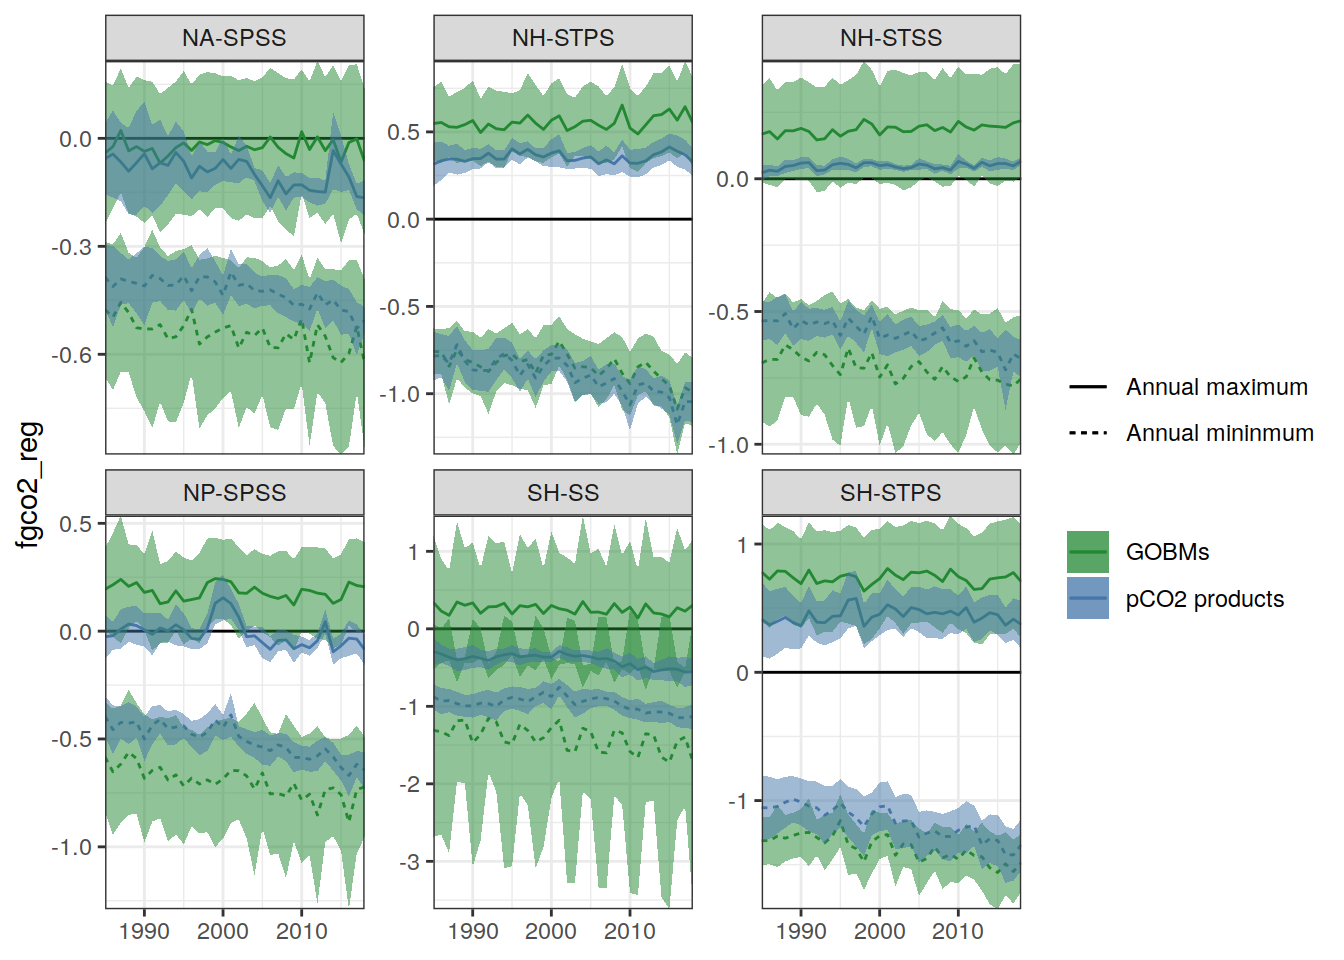 NA-SPSS
NH-STPS
NH-STSS
0.0
-0.3
-0.6
0.5
0.0
-0.5
-1.0
0.0
-0.5
-1.0
fgco2_reg
NP-SPSS
SH-SS
SH-STPS
0.5
0.0
-0.5
-1.0
1
0
-1
-2
-3
1
0
-1
1990 2000 2010
1990 2000 2010
1990 2000 2010
Annual maximum
Annual mininmum
GOBMs
pCO2 products